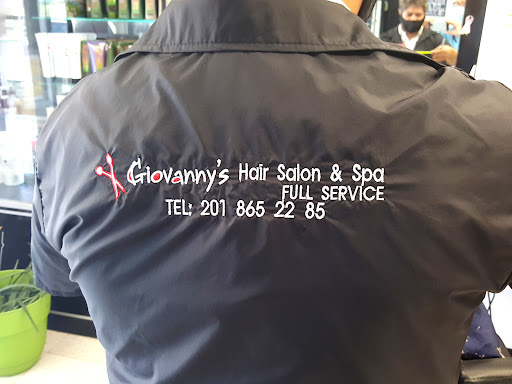 Giovanny's Hair Salon & Spa
FULL SERVICE
TEL: 201 865 22 85